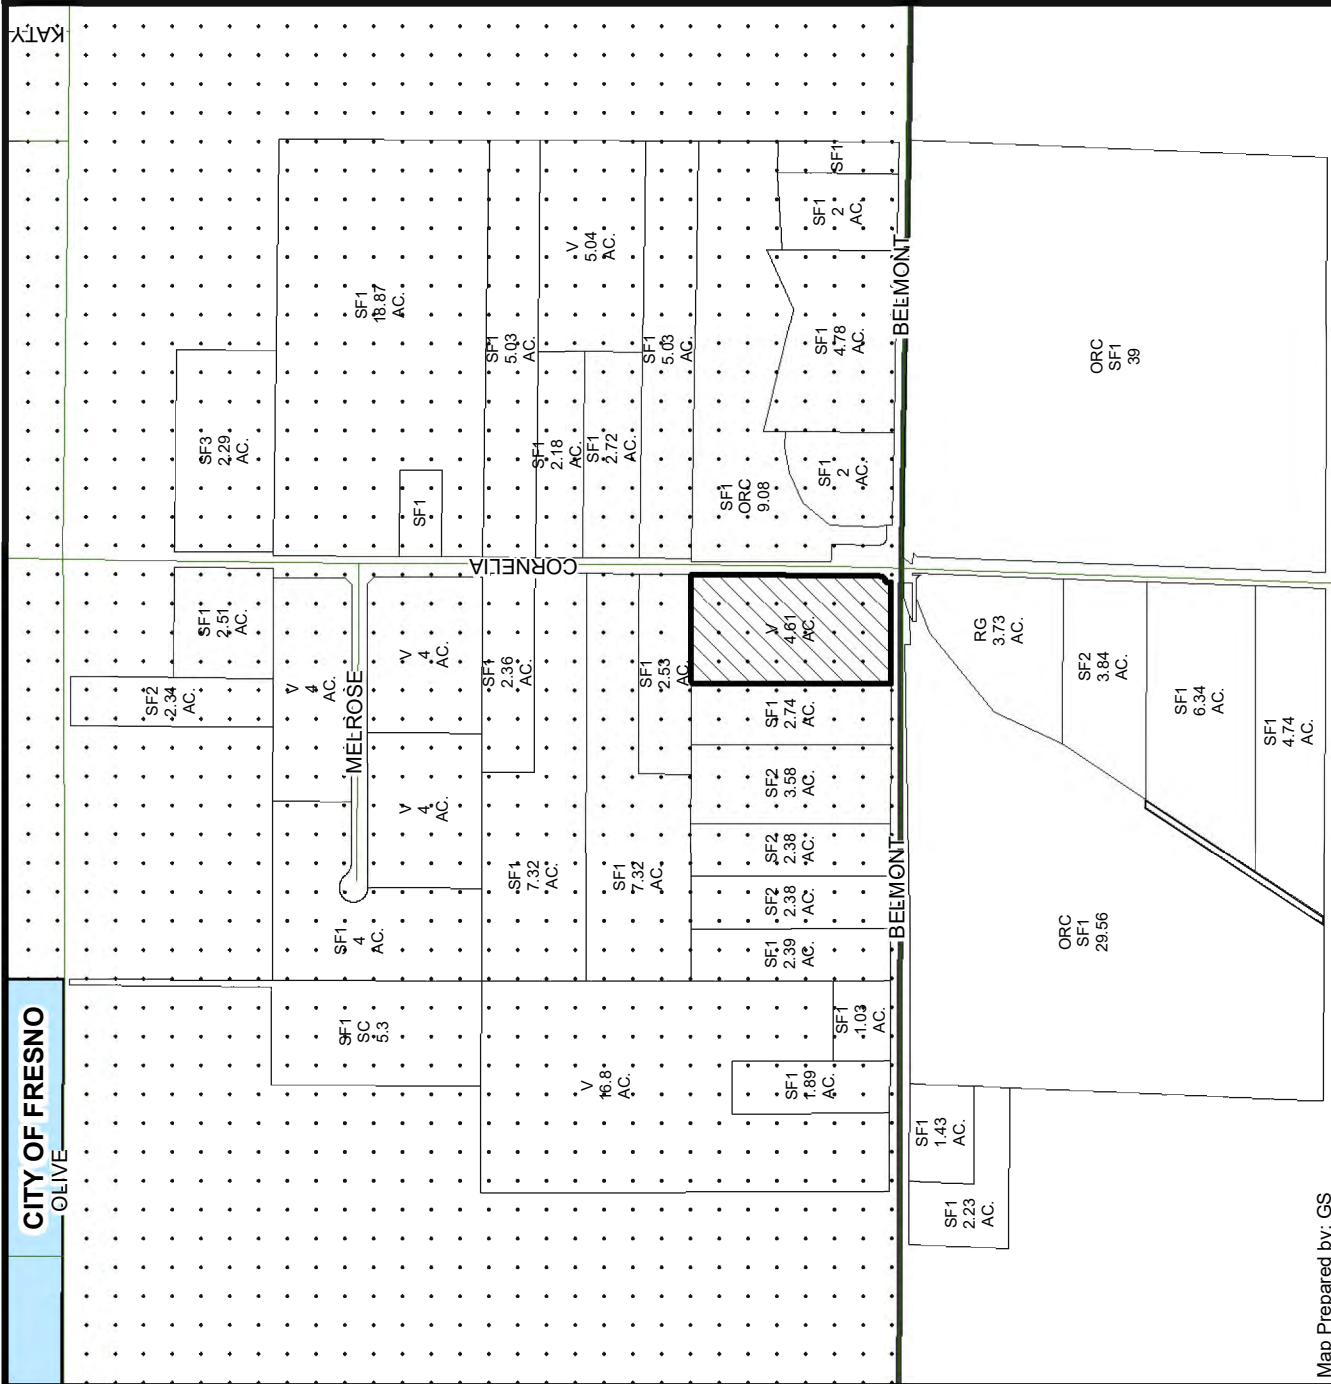 KATY
CITY OF FRESNO
OLIVE
SF3
2.29
AC.
SF1
18.87
AC.
SF1
SF1
5.03
AC.
V
5.04
AC.
SF1
2.18
AC.
SF1
2.72
AC.
SF1
5.03
AC.
SF1
ORC
9.08
SF1
SF1
2
AC.
SF1
4.78
AC.
SF1
2
AC.
BELMONT
CORNELIA
SF1
2.51
AC.
SF2
2.34
AC.
V
4
AC.
MELROSE
V
4
AC.
V
4
AC.
SF1
4
AC.
SF1
2.36
AC.
SF1
7.32
AC.
SF1
7.32
AC.
SF1
2.53
AC.
V
4.61
AC.
SF1
2.74
AC.
SF2
3.58
AC.
SF2
2.38
AC.
SF2
2.38
AC.
SF1
2.39
AC.
BELMONT
SF1
SC
5.3
V
16.8
AC.
SF1
1.03
AC.
SF1
1.89
AC.
ORC
SF1
39
RG
3.73
AC.
SF2
3.84
AC.
SF1
6.34
AC.
SF1
4.74
AC.
ORC
SF1
29.56
SF1
1.43
AC.
SF1
2.23
AC.
Map Prepared by: GS